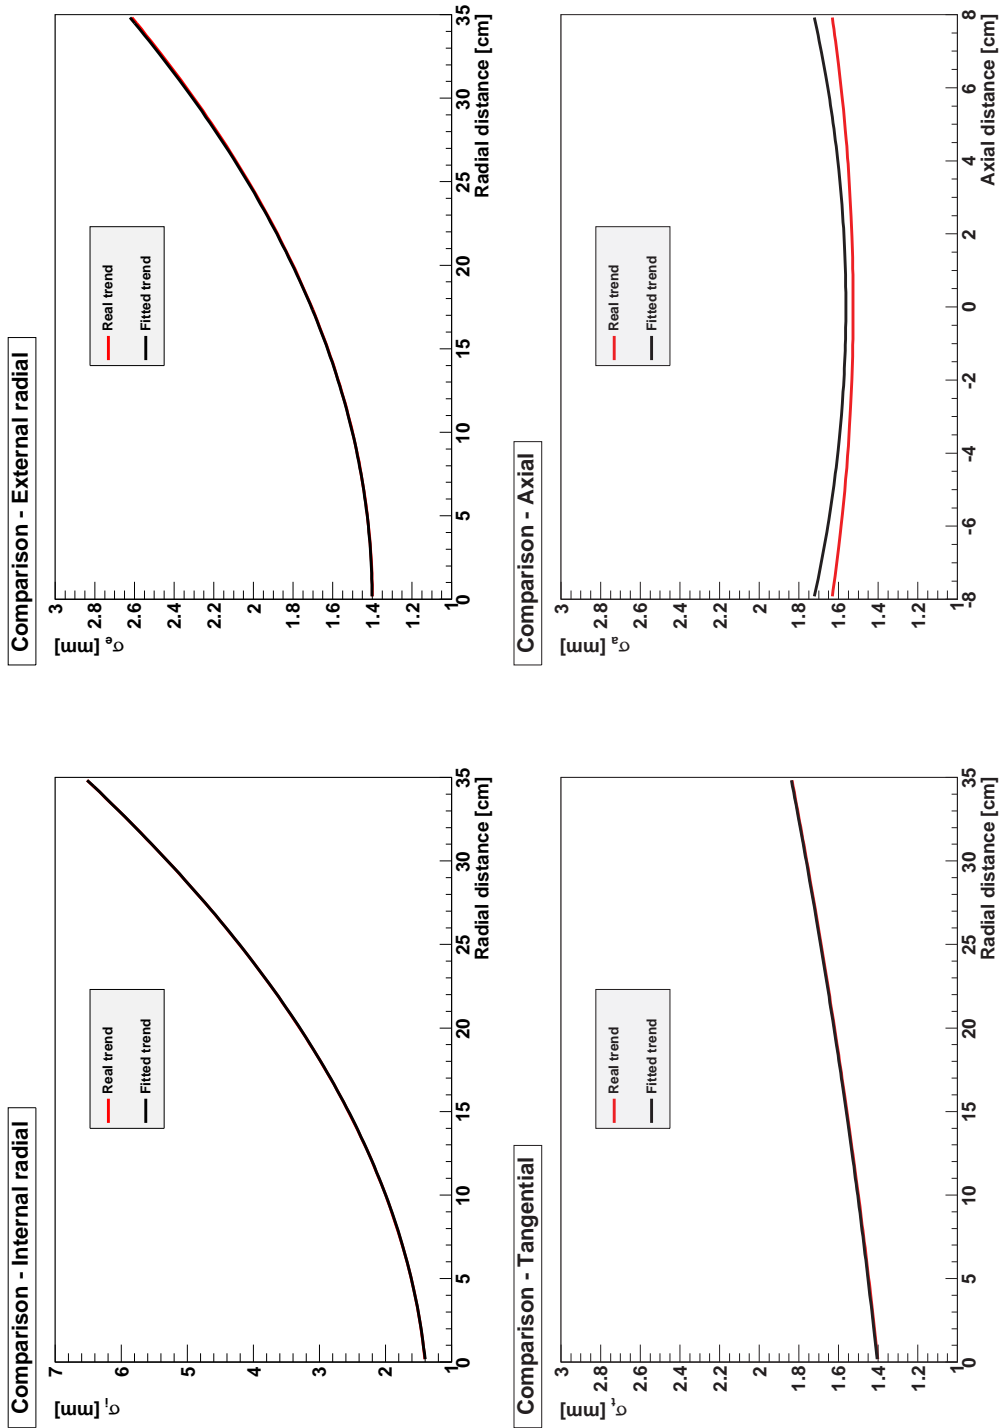 Comparison - Internal radial
σi [mm]
7
6
5
4
3
2
1
0 5 10 15 20 25 30 35
Radial distance [cm]
Real trend
Fitted trend
Comparison - External radial
σe [mm]
3
2.8
2.6
2.4
2.2
2
1.8
1.6
1.4
1.2
1
0 5 10 15 20 25 30 35
Radial distance [cm]
Real trend
Fitted trend
Comparison - Tangential
σt [mm]
3
2.8
2.6
2.4
2.2
2
1.8
1.6
1.4
1.2
1
0 5 10 15 20 25 30 35
Radial distance [cm]
Real trend
Fitted trend
Comparison - Axial
σa [mm]
3
2.8
2.6
2.4
2.2
2
1.8
1.6
1.4
1.2
1
-8 -6 -4 -2 0 2 4 6 8
Axial distance [cm]
Real trend
Fitted trend